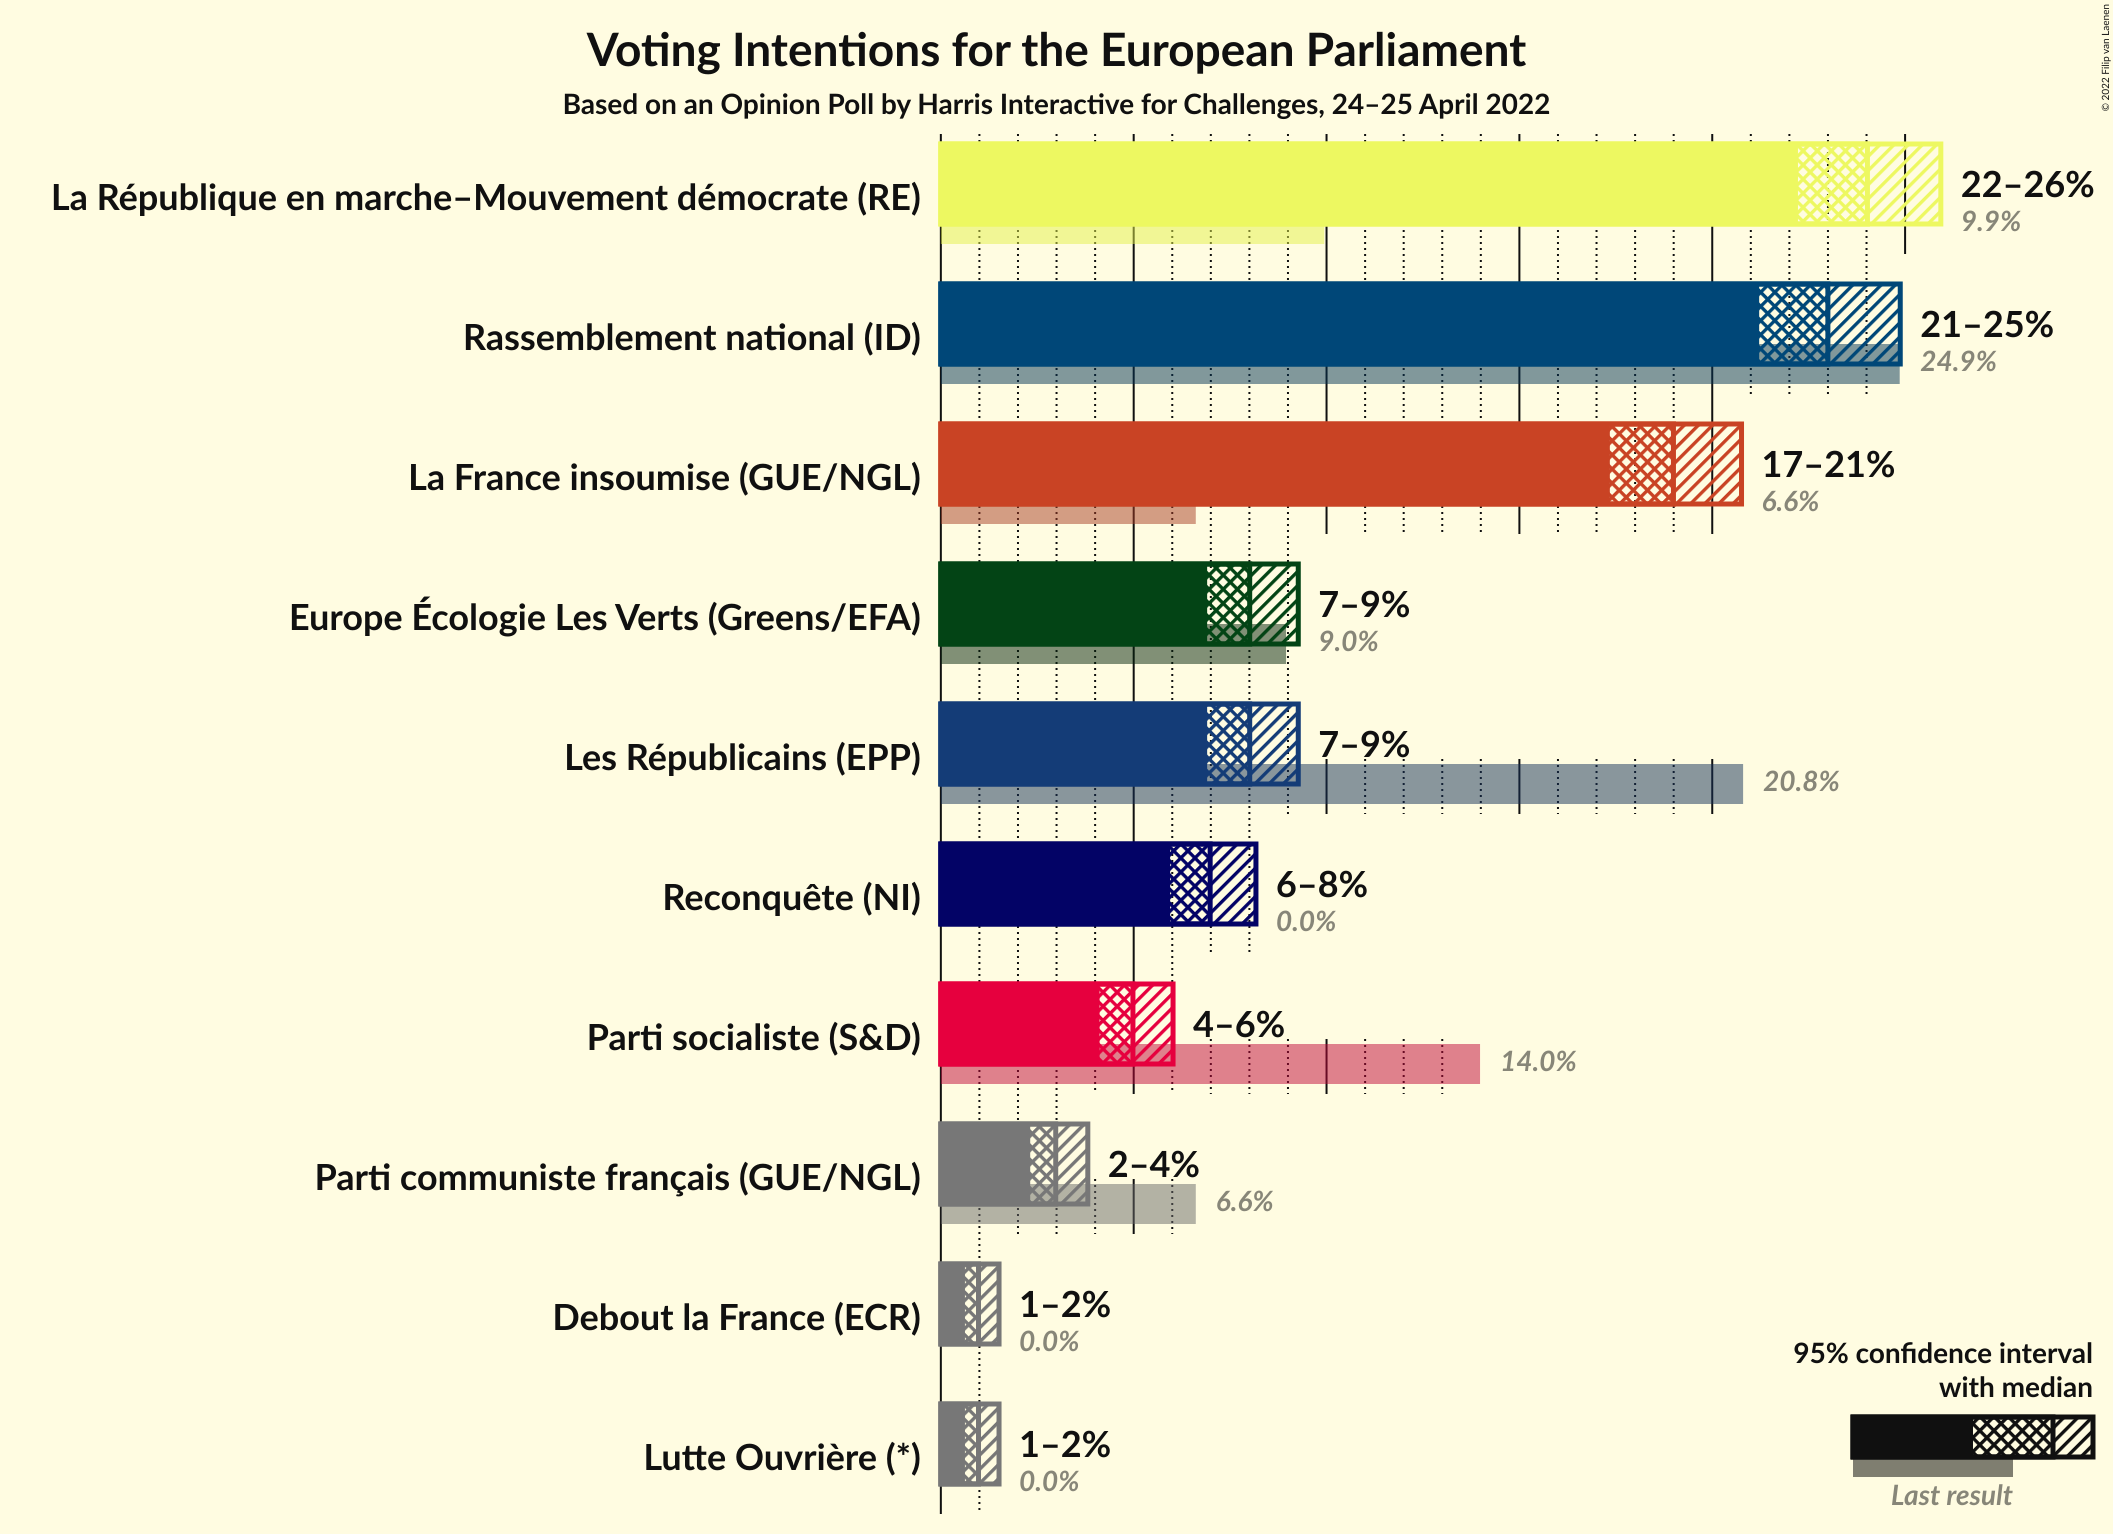 Voting Intentions for the European Parliament
Based on an Opinion Poll by Harris Interactive for Challenges, 24–25 April 2022
© 2022 Filip van Laenen
La République en marche–Mouvement démocrate (RE)
22–26%
9.9%
Rassemblement national (ID)
21–25%
24.9%
La France insoumise (GUE/NGL)
17–21%
6.6%
Europe Écologie Les Verts (Greens/EFA)
7–9%
9.0%
Les Républicains (EPP)
7–9%
20.8%
Reconquête (NI)
6–8%
0.0%
Parti socialiste (S&D)
4–6%
14.0%
Parti communiste français (GUE/NGL)
2–4%
6.6%
Debout la France (ECR)
1–2%
0.0%
Lutte Ouvrière (*)
1–2%
0.0%
95% confidence interval
with median
Last result